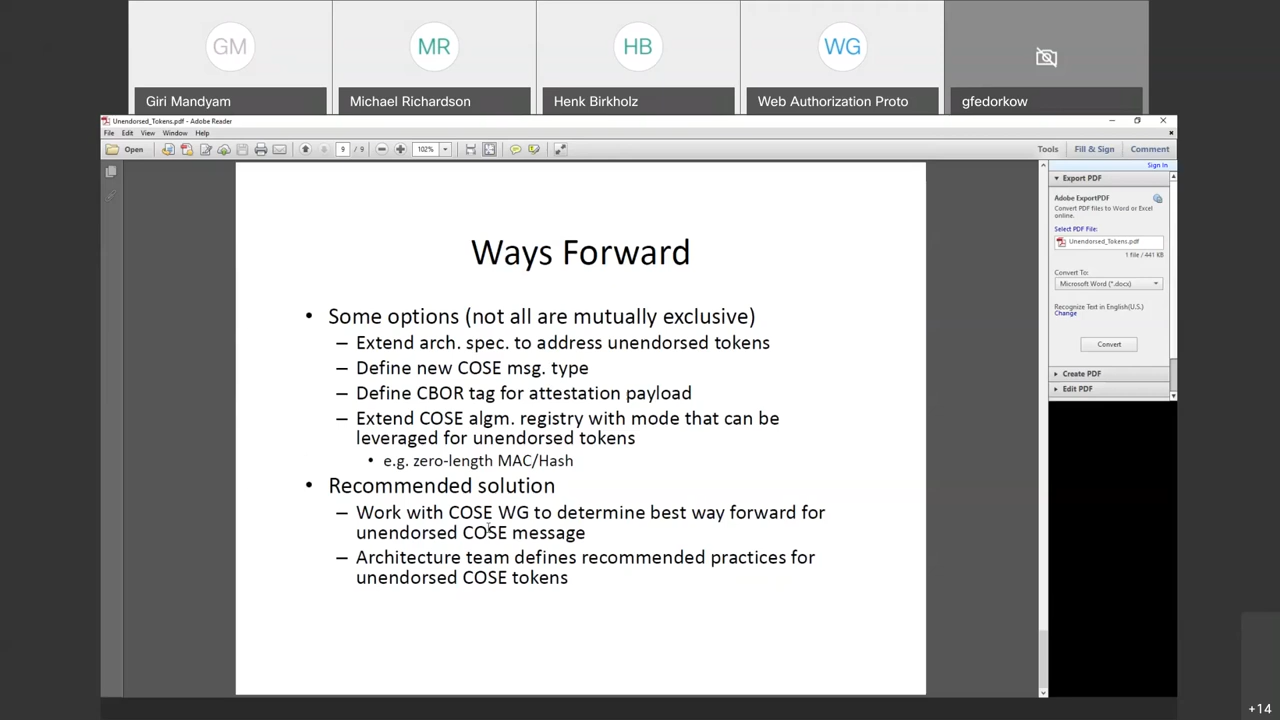 GM
MR
HB
WG
Giri Mandyam
Michael Richardson
Henk Birkholz
Web Authorization Proto
gfedorkow
Unendorsed_Tokens.pdf - Adobe Reader
File Edit View Window Help
Open
9 / 9
102%
Tools
Fill & Sign
Comment
Sign In
Export PDF
Adobe ExportPDF
Convert PDF files to Word or Excel
online.
Select PDF File:
Unendorsed_Tokens.pdf
1 file / 441 KB
Convert To:
Microsoft Word (*.docx)
Recognize Text in English(U.S.)
Change
Convert
Create PDF
Edit PDF
Ways Forward
• Some options (not all are mutually exclusive)
– Extend arch. spec. to address unendorsed tokens
– Define new COSE msg. type
– Define CBOR tag for attestation payload
– Extend COSE algm. registry with mode that can be
leveraged for unendorsed tokens
• e.g. zero-length MAC/Hash
• Recommended solution
– Work with COSE WG to determine best way forward for
unendorsed COSE message
– Architecture team defines recommended practices for
unendorsed COSE tokens
+14